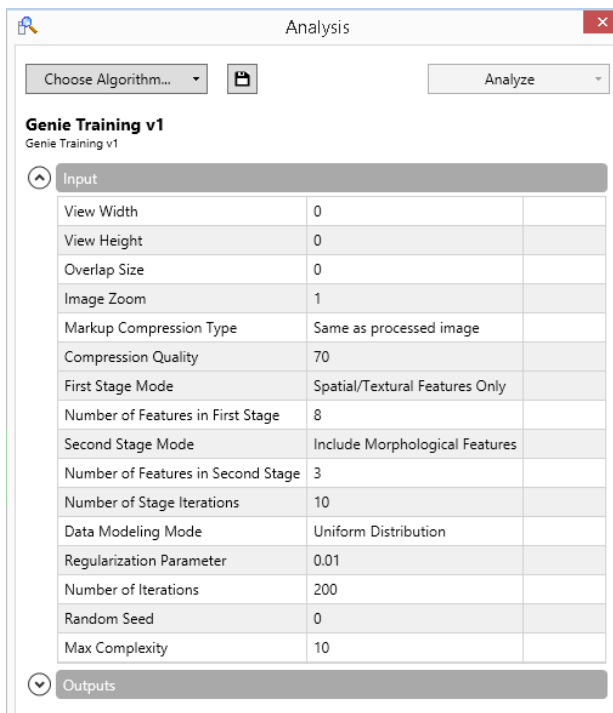 Analysis
Choose Algorithm...
Analyze
Genie Training v1
Genie Training v1
Input
View Width 0
View Height 0
Overlap Size 0
Image Zoom 1
Markup Compression Type Same as processed image
Compression Quality 70
First Stage Mode Spatial/Textural Features Only
Number of Features in First Stage 8
Second Stage Mode Include Morphological Features
Number of Features in Second Stage 3
Number of Stage Iterations 10
Data Modeling Mode Uniform Distribution
Regularization Parameter 0.01
Number of Iterations 200
Random Seed 0
Max Complexity 10
Outputs